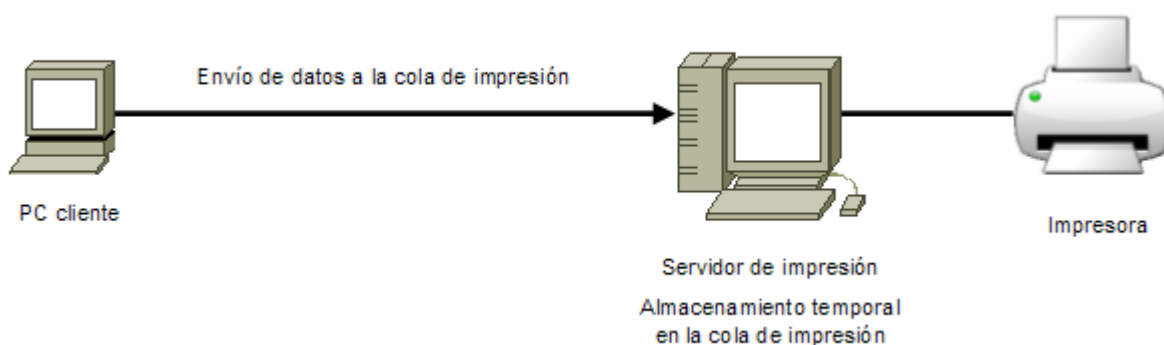 Envío de datos a la cola de impresión
PC cliente
Impresora
Servidor de impresión
Almacenamiento temporal
en la cola de impresión